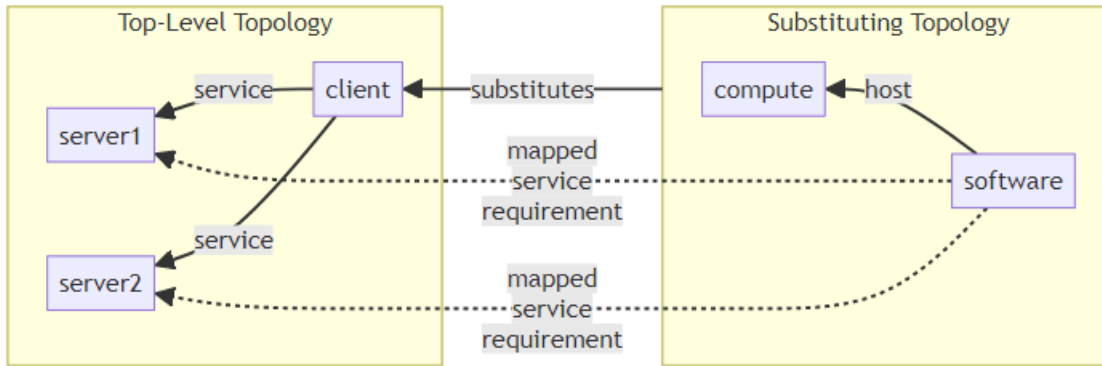 Top-Level Topology
Substituting Topology
service
client
substitutes
compute
host
server1
mapped
service
requirement
software
service
server2
mapped
service
requirement